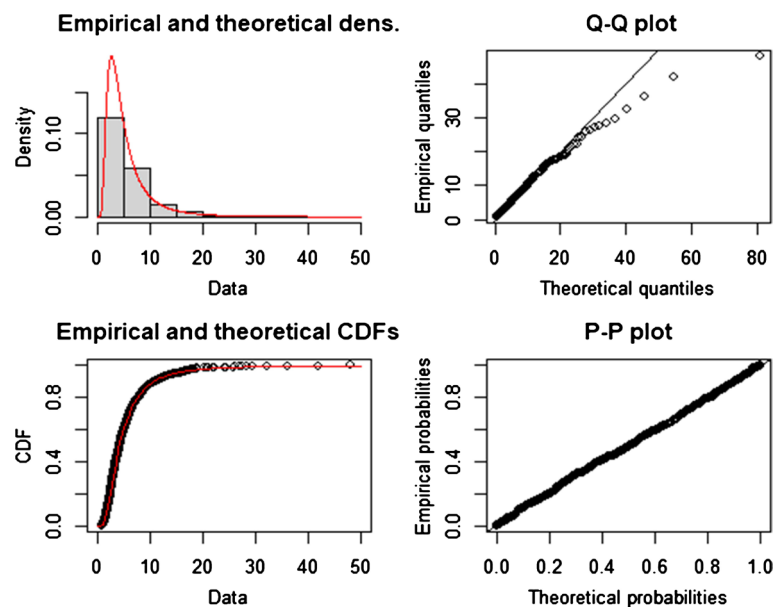 Empirical and theoretical dens.
Density
0.00
0.10
0 10 20 30 40 50
Data
Q-Q plot
Empirical quantiles
0
10
30
0 20 40 60 80
Theoretical quantiles
Empirical and theoretical CDFs
CDF
0.0
0.4
0.8
0 10 20 30 40 50
Data
P-P plot
Empirical probabilities
0.0
0.4
0.8
0.0 0.2 0.4 0.6 0.8 1.0
Theoretical probabilities